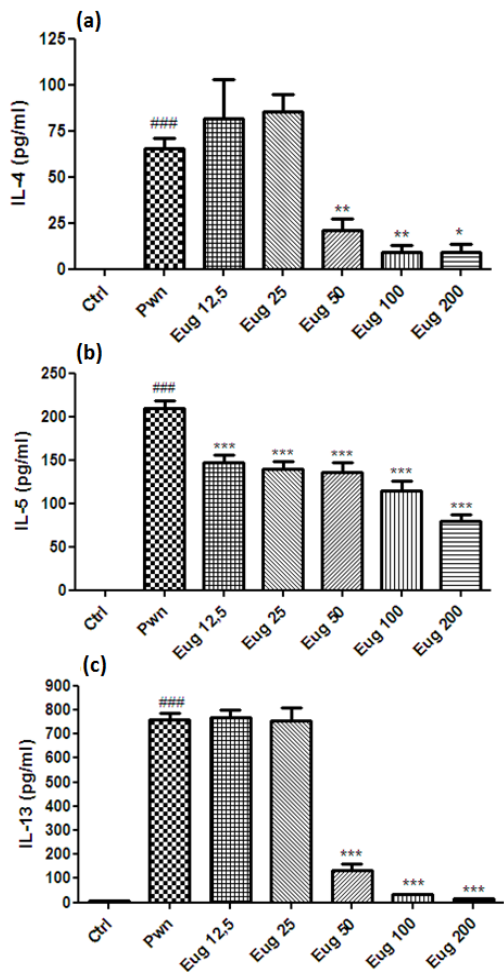 (a)
IL-4 (pg/ml)
125
100
75
50
25
0
###
**
**
*
Ctrl
Pwn
Eug 12,5
Eug 25
Eug 50
Eug 100
Eug 200
(b)
IL-5 (pg/ml)
250
200
150
100
50
0
###
***
***
***
***
***
Ctrl
Pwn
Eug 12,5
Eug 25
Eug 50
Eug 100
Eug 200
(c)
IL-13 (pg/ml)
900
800
700
600
500
400
300
200
100
0
###
***
***
***
Ctrl
Pwn
Eug 12,5
Eug 25
Eug 50
Eug 100
Eug 200